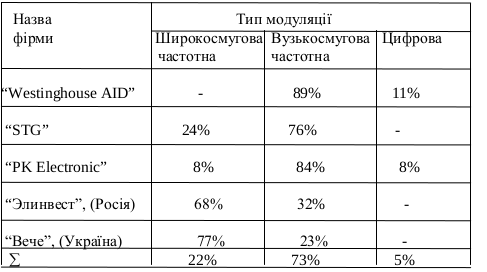 Назва Тип модуляції
фірми Широкосмугова Вузькосмугова Цифрова
частотна частотна
“Westinghouse AID” - 89% 11%
“STG” 24% 76% -
“PK Electronic” 8% 84% 8%
“Элинвест”, (Росія) 68% 32% -
“Вече”, (Україна) 77% 23% -
∑ 22% 73% 5%